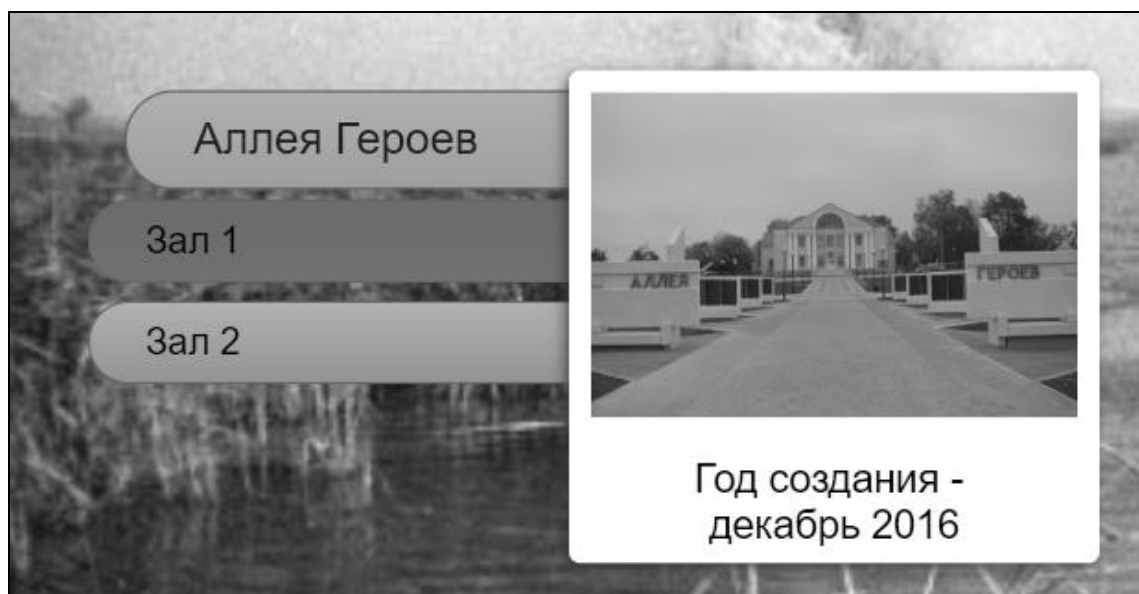 Аллея Героев
Зал 1
Зал 2
АЛЛЕЯ
ГЕРОЕВ
Год создания -
декабрь 2016